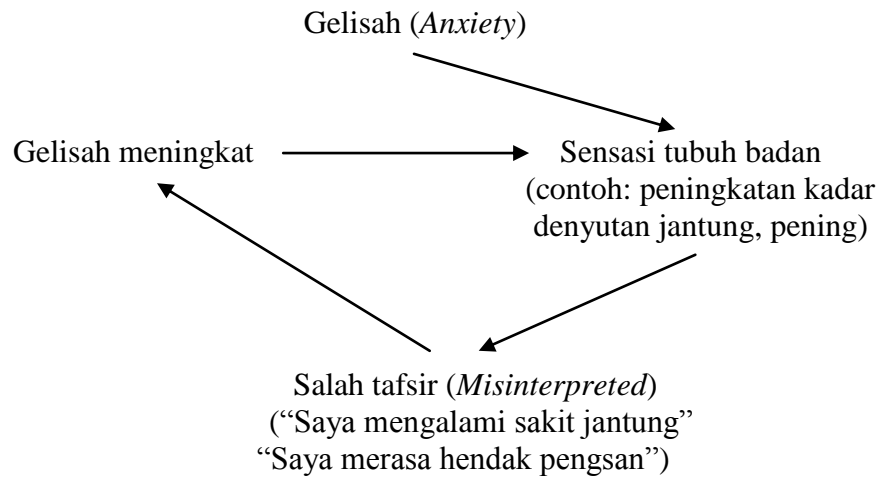 Gelisah (Anxiety)
Gelisah meningkat
Sensasi tubuh badan
(contoh: peningkatan kadar
denyutan jantung, pening)
Salah tafsir (Misinterpreted)
(“Saya mengalami sakit jantung”
“Saya merasa hendak pengsan”)